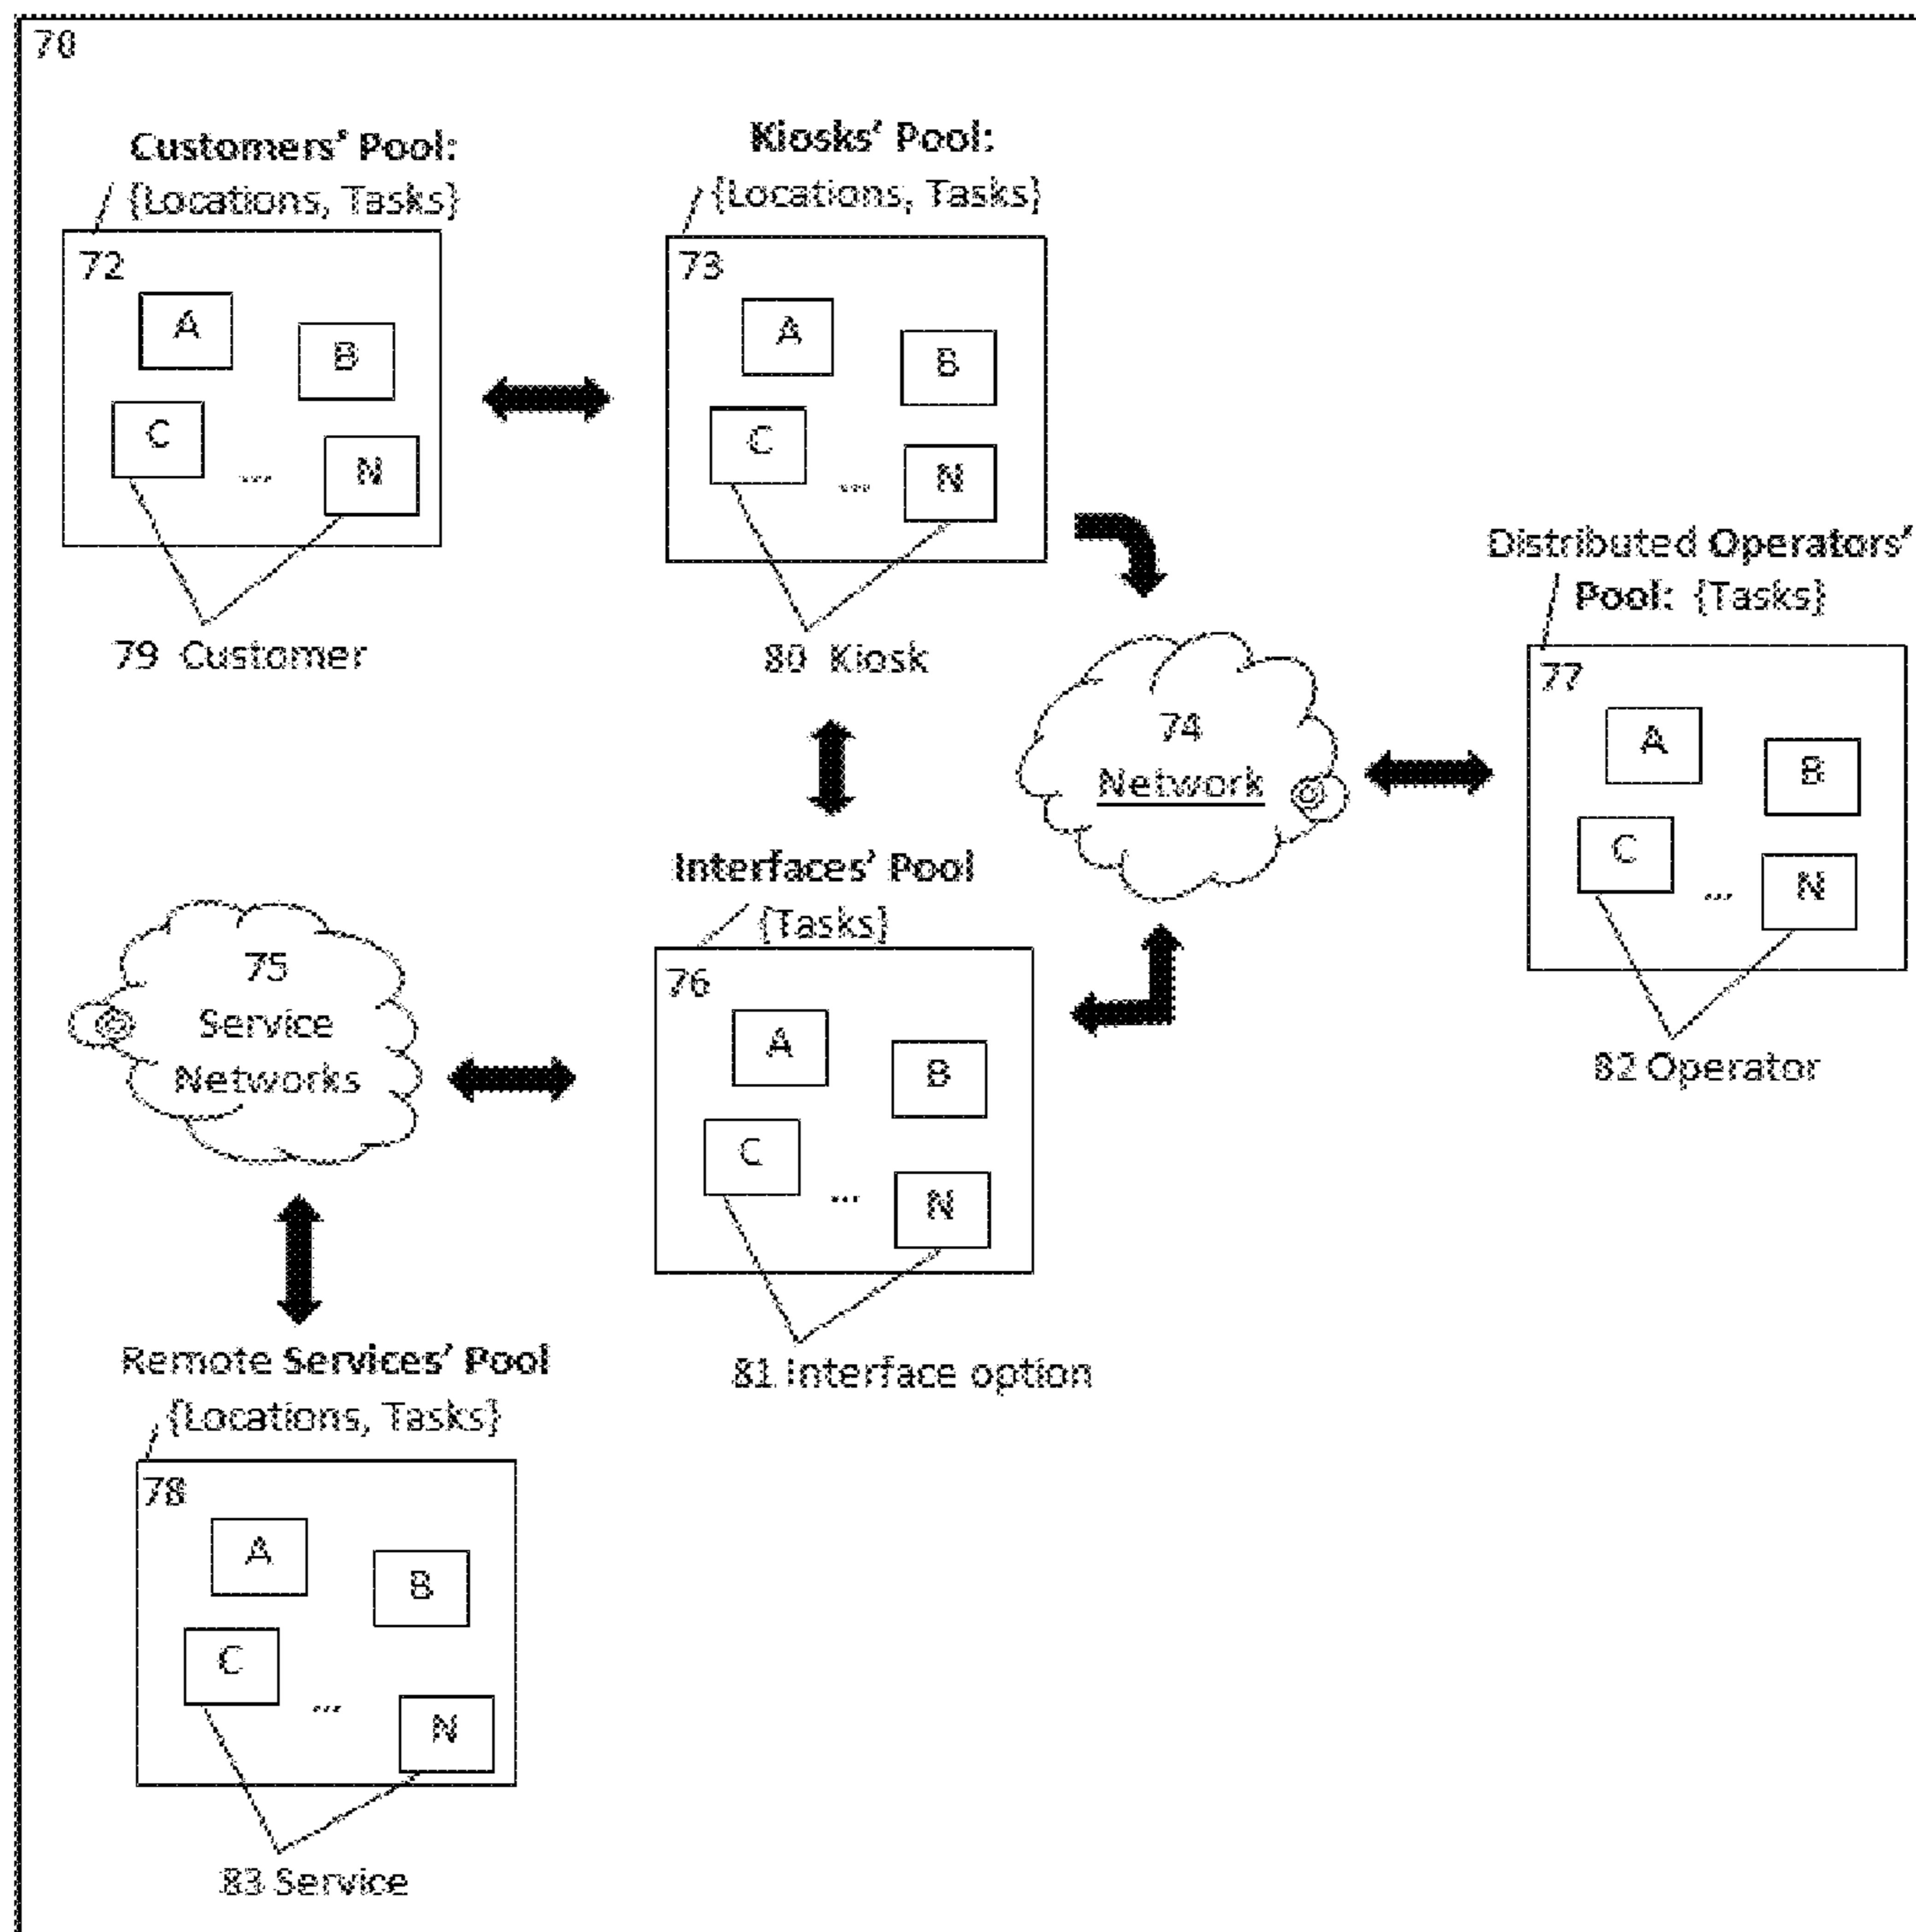 70
Customers' Pool:
{Locations, Tasks}
72
A
B
C
...
N
79 Customer
Kiosks' Pool:
{Locations, Tasks}
73
A
B
C
...
N
80 Kiosk
74
Network
Distributed Operators'
Pool: {Tasks}
77
A
B
C
...
N
82 Operator
Interfaces' Pool
{Tasks}
76
A
B
C
...
N
81 Interface option
75
Service
Networks
Remote Services' Pool
{Locations, Tasks}
78
A
B
C
...
N
83 Service